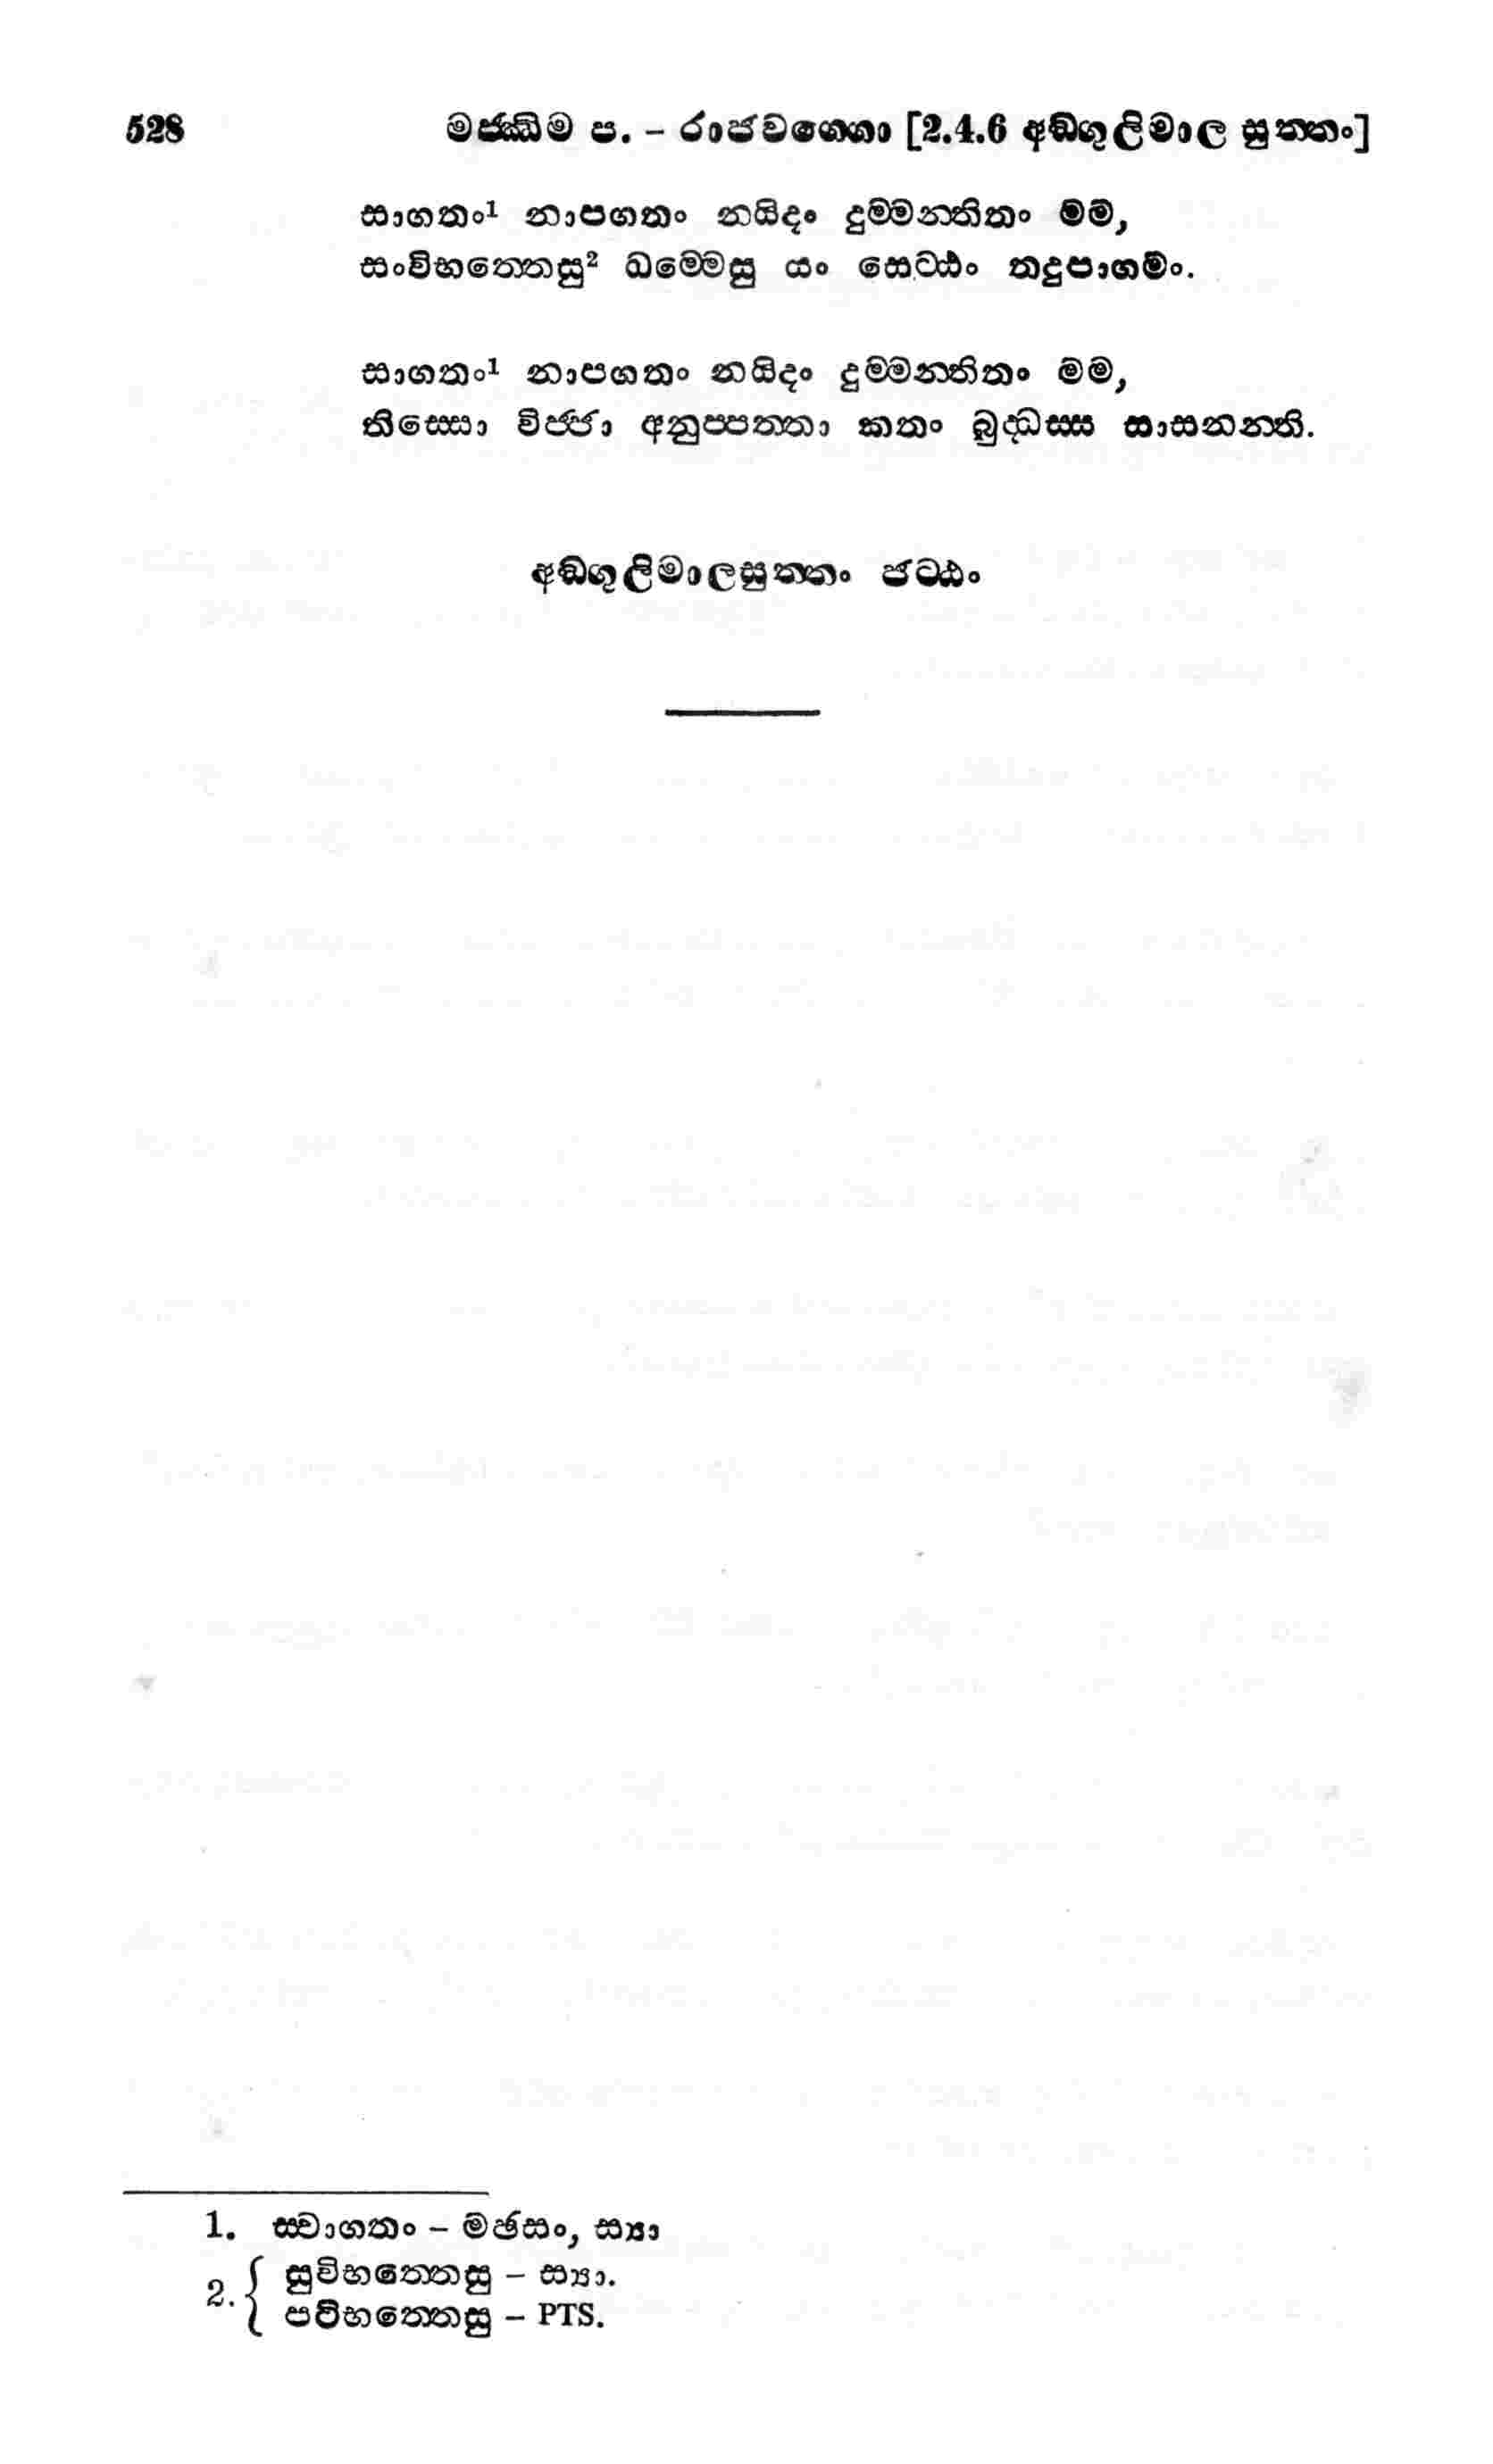 528 මජ්ඣිම ප. - රාජවග්ගො [2.4.6 අඞ්ගුලිමාල සුත්තං]
සාගතං¹ නාපගතං නයිදං දුම්මන්තිතං මම,
සංවිභත්තෙසු² ධම්මෙසු යං සෙට්ඨං තදුපාගමං.
සාගතං¹ නාපගතං නයිදං දුම්මන්තිතං මම,
තිස්සො විජ්ජා අනුප්පත්තා කතං බුද්ධස්ස සාසනන්ති.
අඞ්ගුලිමාලසුත්තං ඡට්ඨං
1. ස්වාගතං - මඡසං, ස්‍යා
2. { සුවිභත්තෙසු - ස්‍යා.
පවිභත්තෙසු - PTS.